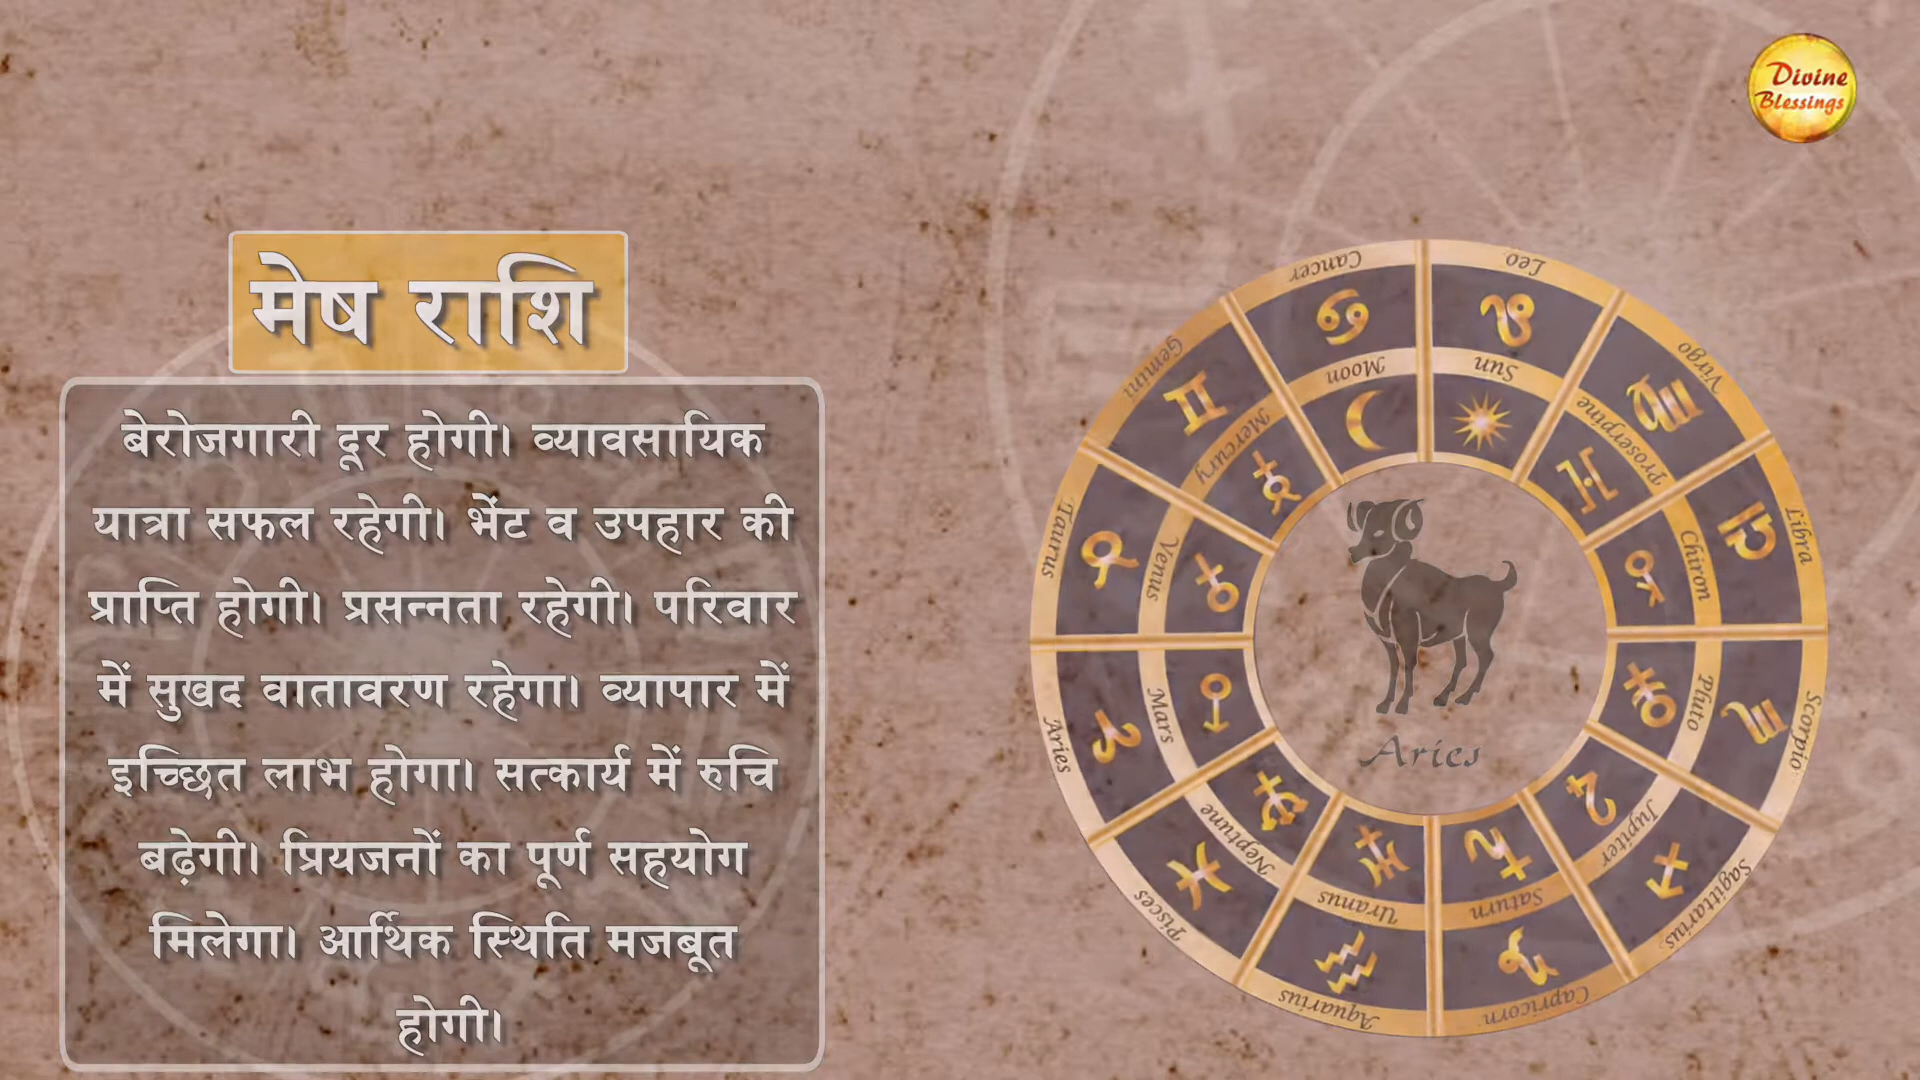 Divine
Blessings
मेष राशि
बेरोजगारी दूर होगी। व्यावसायिक
यात्रा सफल रहेगी। भेंट व उपहार की
प्राप्ति होगी। प्रसन्नता रहेगी। परिवार
में सुखद वातावरण रहेगा। व्यापार में
इच्छित लाभ होगा। सत्कार्य में रुचि
बढ़ेगी। प्रियजनों का पूर्ण सहयोग
मिलेगा। आर्थिक स्थिति मजबूत
होगी।
Cancer
Leo
Virgo
Libra
Scorpio
Sagittarius
Capricorn
Aquarius
Pisces
Aries
Taurus
Gemini
Moon
Sun
Proserpine
Chiron
Pluto
Jupiter
Saturn
Uranus
Neptune
Mars
Venus
Mercury
Aries